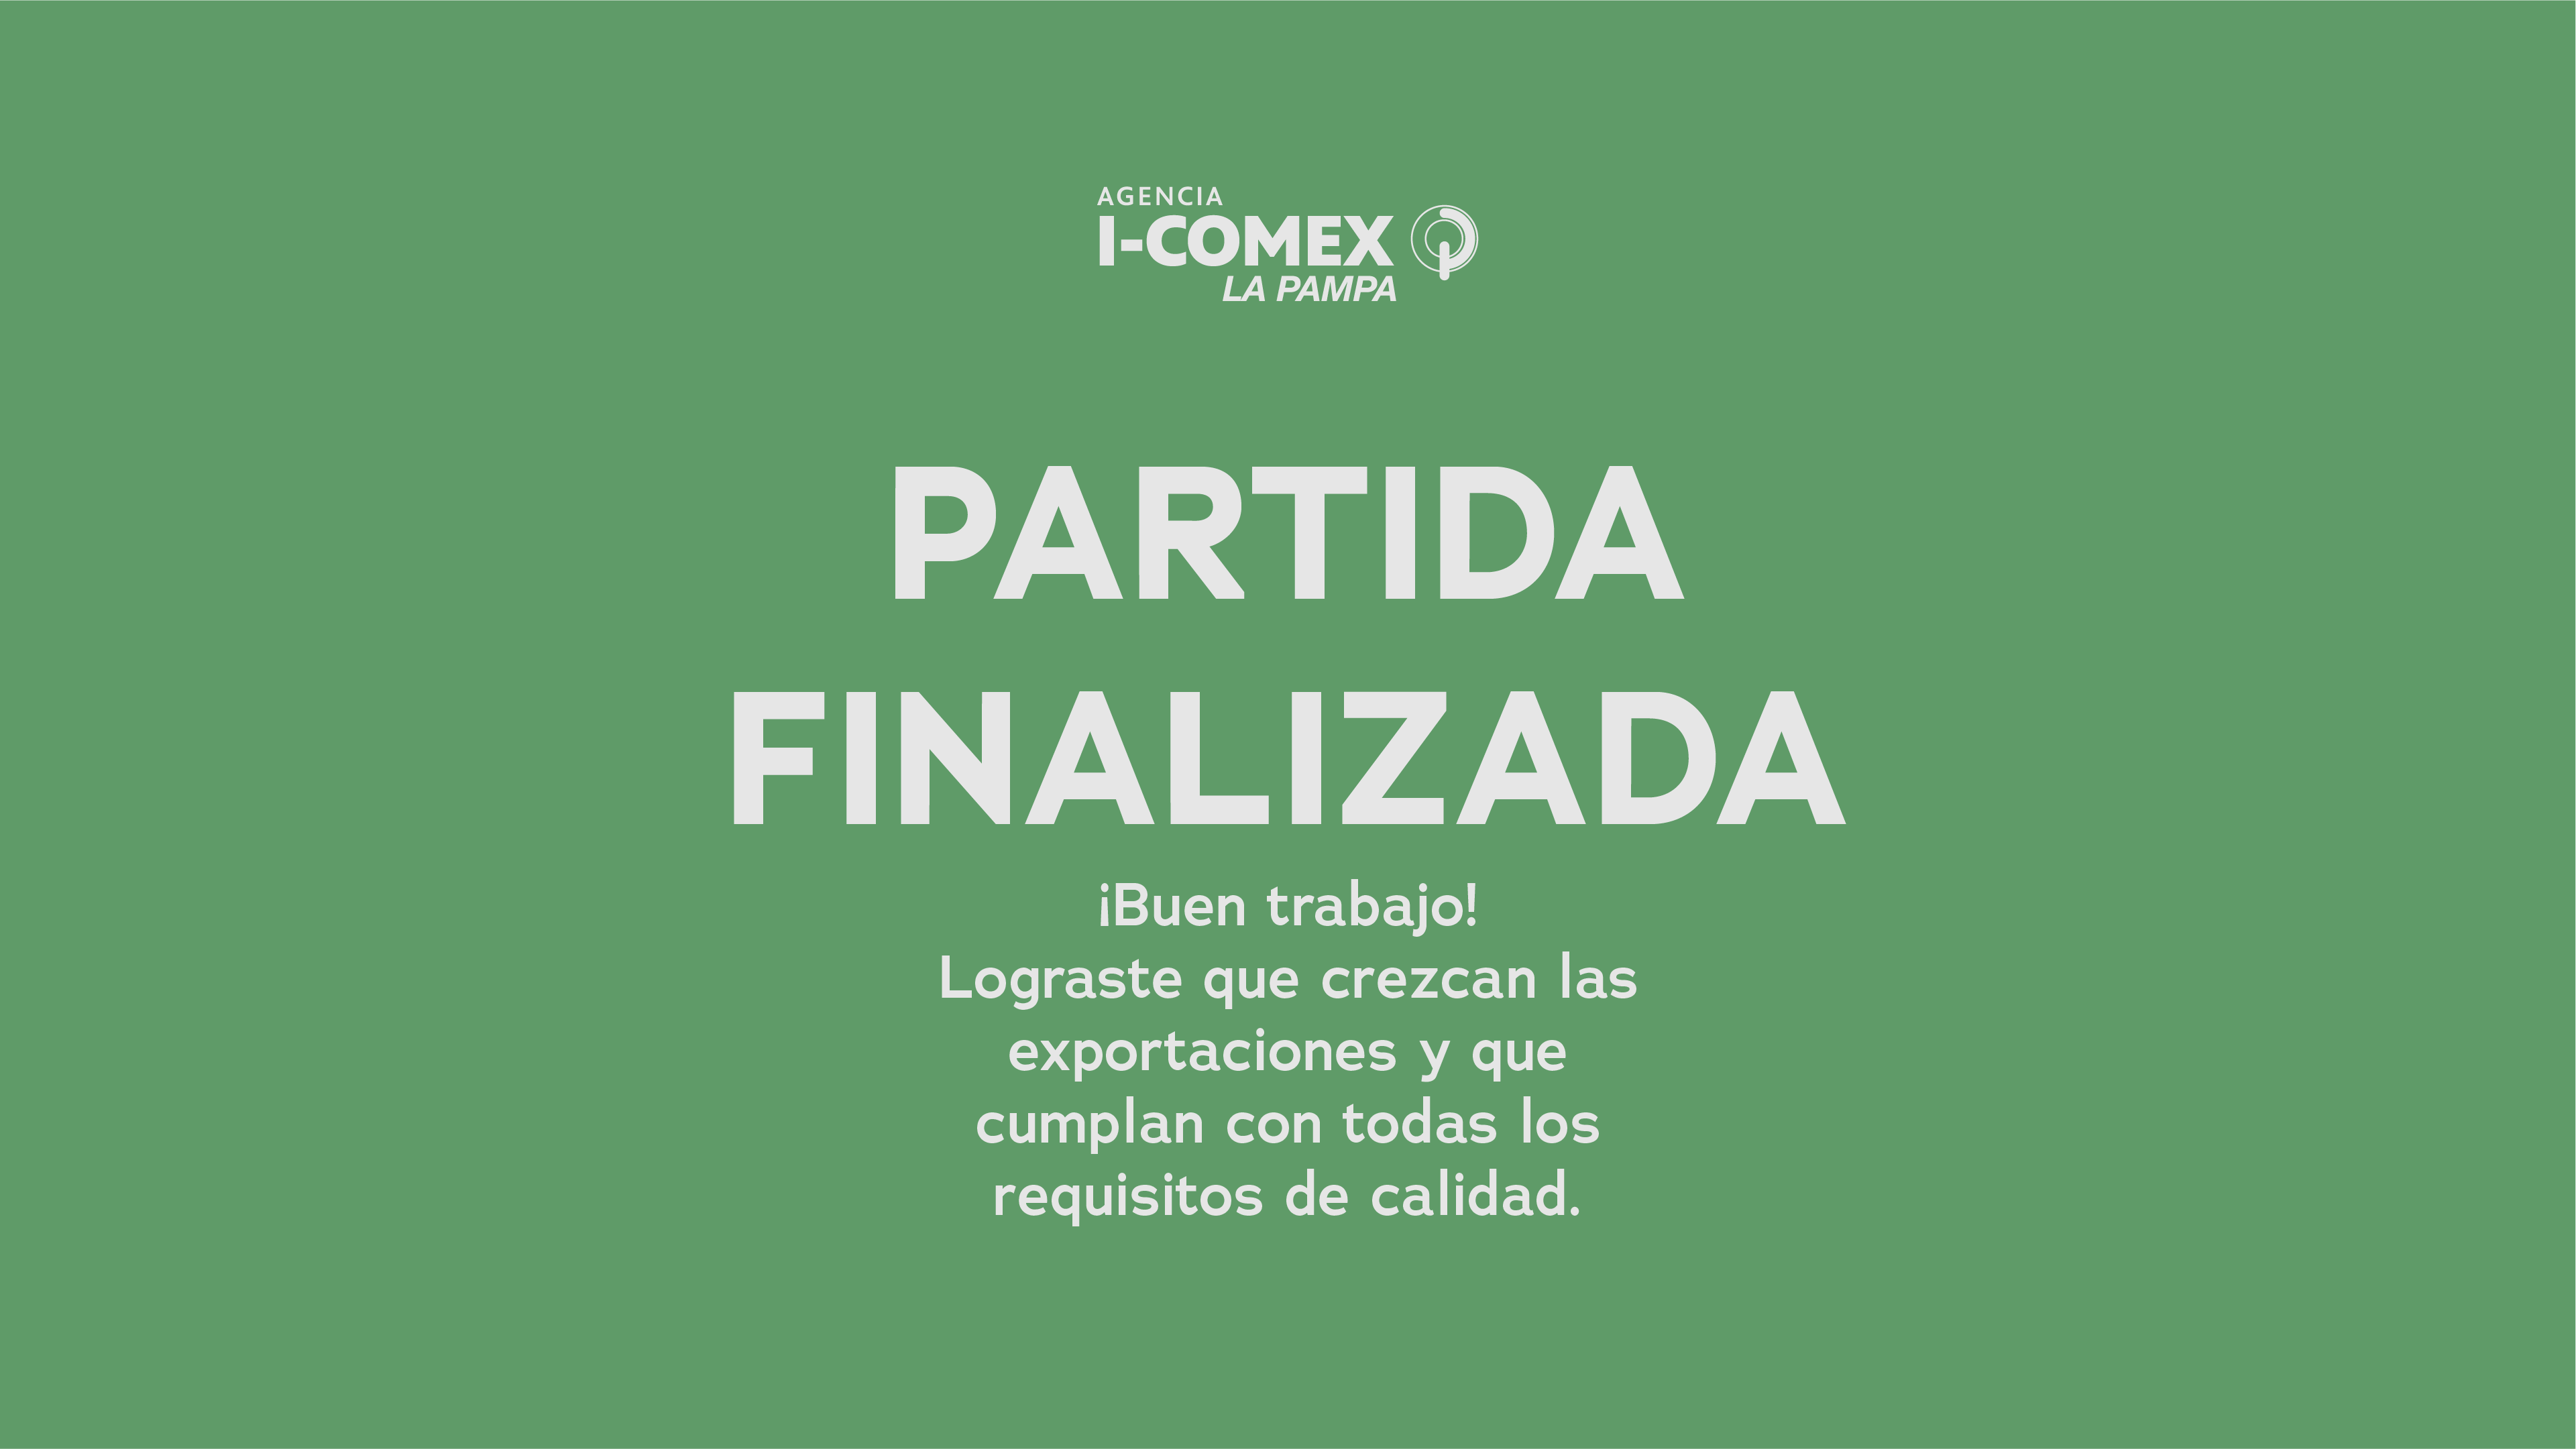 AGENCIA
I-COMEX
LA PAMPA
PARTIDA
FINALIZADA
¡Buen trabajo!
Lograste que crezcan las
exportaciones y que
cumplan con todas los
requisitos de calidad.